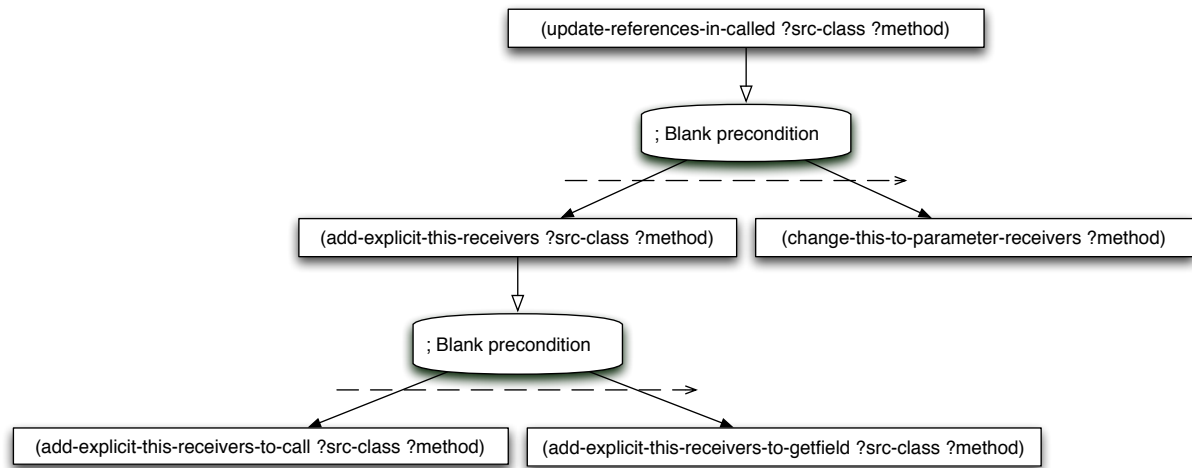 (update-references-in-called ?src-class ?method)
; Blank precondition
(add-explicit-this-receivers ?src-class ?method)
(change-this-to-parameter-receivers ?method)
; Blank precondition
(add-explicit-this-receivers-to-call ?src-class ?method)
(add-explicit-this-receivers-to-getfield ?src-class ?method)